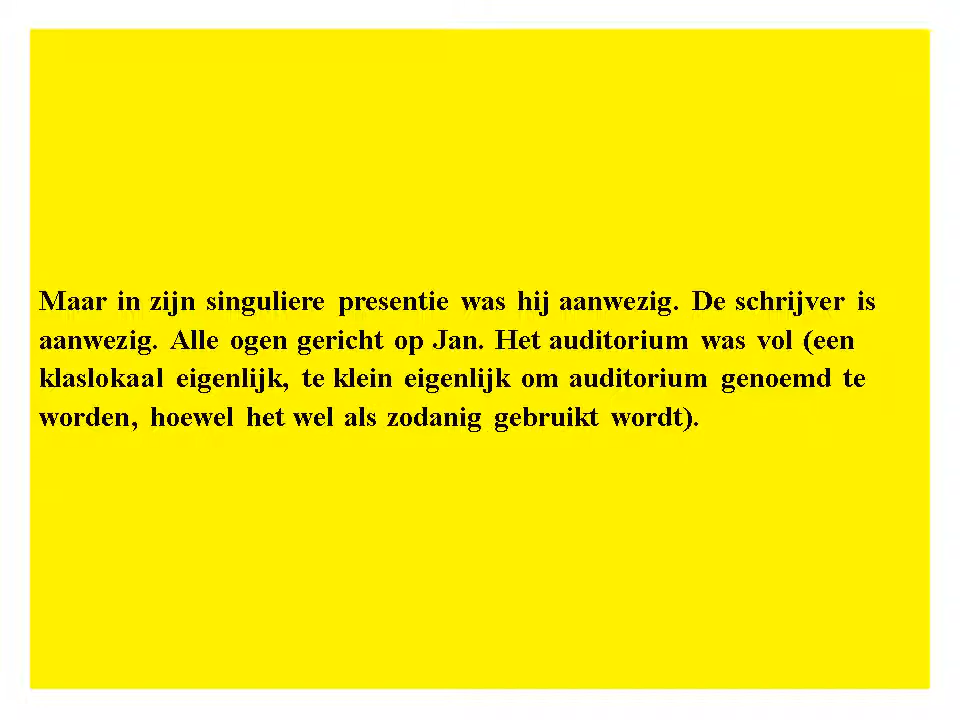 Maar in zijn singuliere presentie was hij aanwezig. De schrijver is
aanwezig. Alle ogen gericht op Jan. Het auditorium was vol (een
klaslokaal eigenlijk, te klein eigenlijk om auditorium genoemd te
worden, hoewel het wel als zodanig gebruikt wordt).